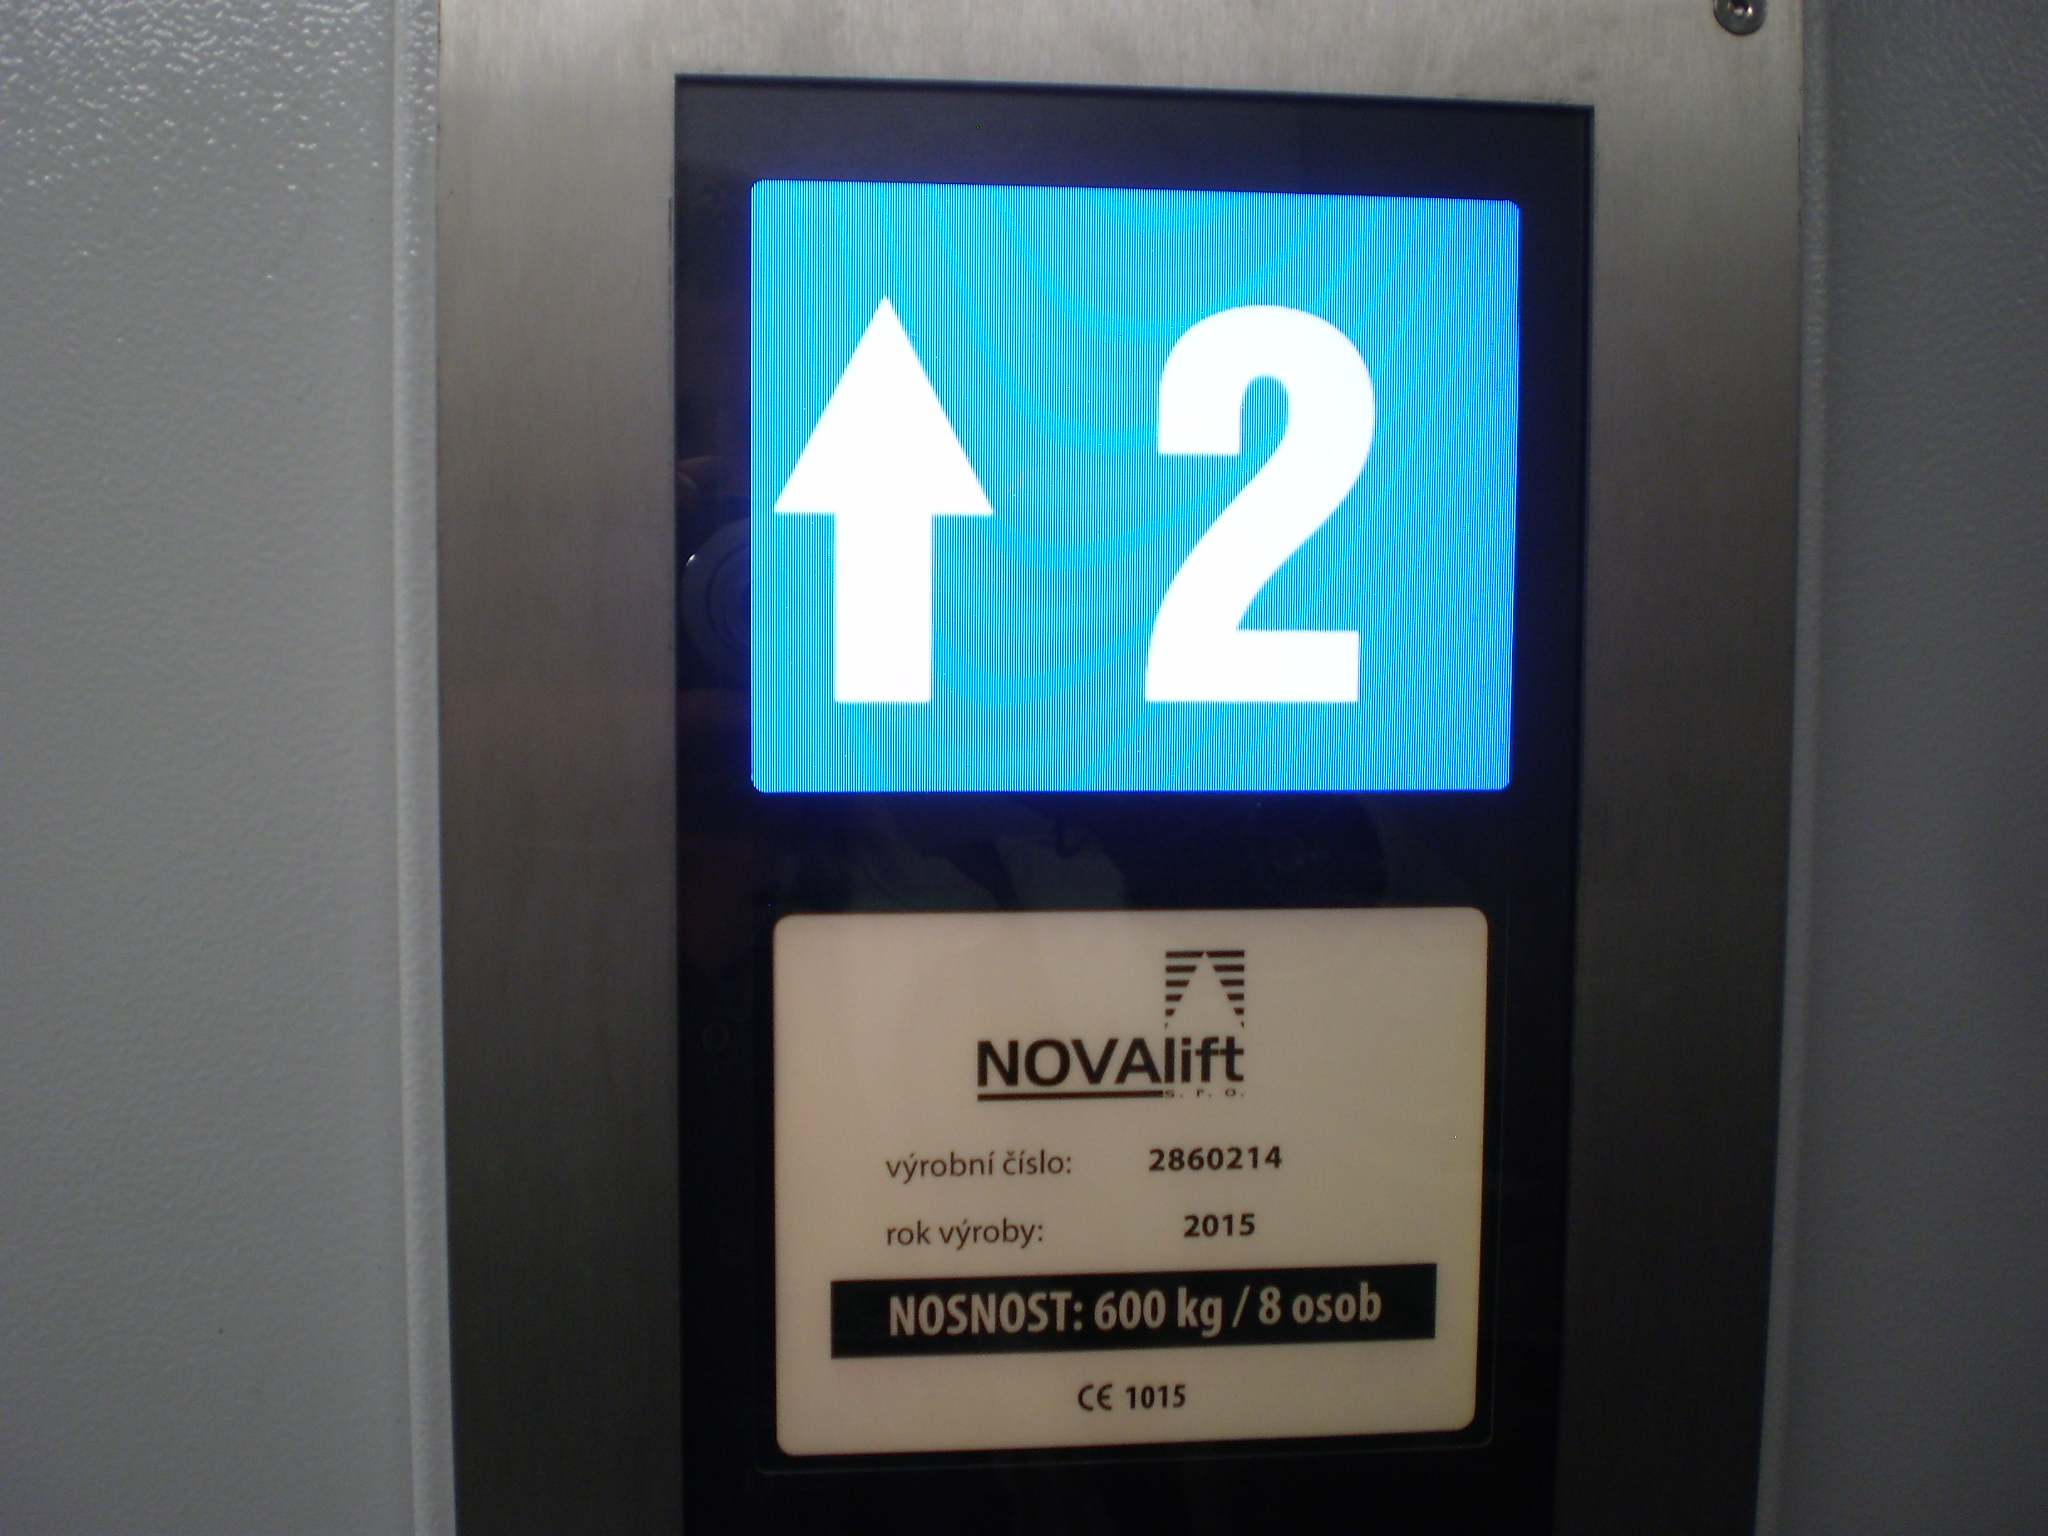 2
NOVAlift
s. r. o.
výrobní číslo: 2860214
rok výroby: 2015
NOSNOST: 600 kg / 8 osob
CE 1015